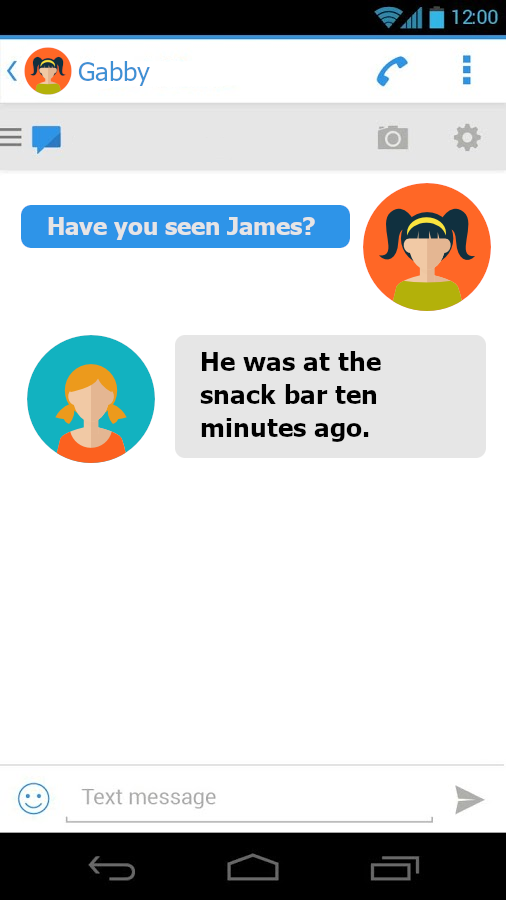 12:00
Gabby
Have you seen James?
He was at the
snack bar ten
minutes ago.
Text message